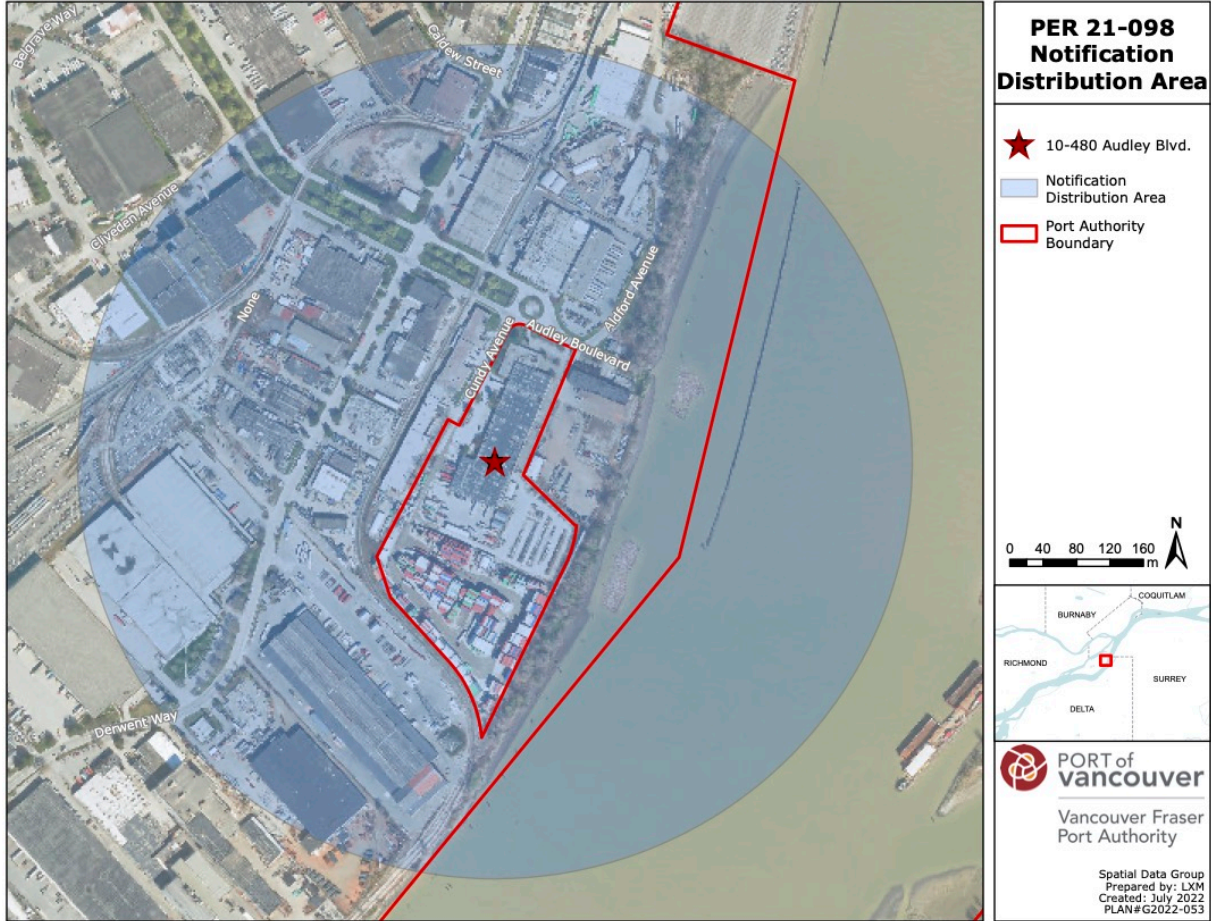 Belgrave Way
Caldew Street
Cliveden Avenue
None
Aldford Avenue
Cundy Avenue
Audley Boulevard
Derwent Way
PER 21-098
Notification
Distribution Area
10-480 Audley Blvd.
Notification
Distribution Area
Port Authority
Boundary
N
0 40 80 120 160
m
COQUITLAM
BURNABY
RICHMOND
SURREY
DELTA
PORT of
vancouver
Vancouver Fraser
Port Authority
Spatial Data Group
Prepared by: LXM
Created: July 2022
PLAN#G2022-053